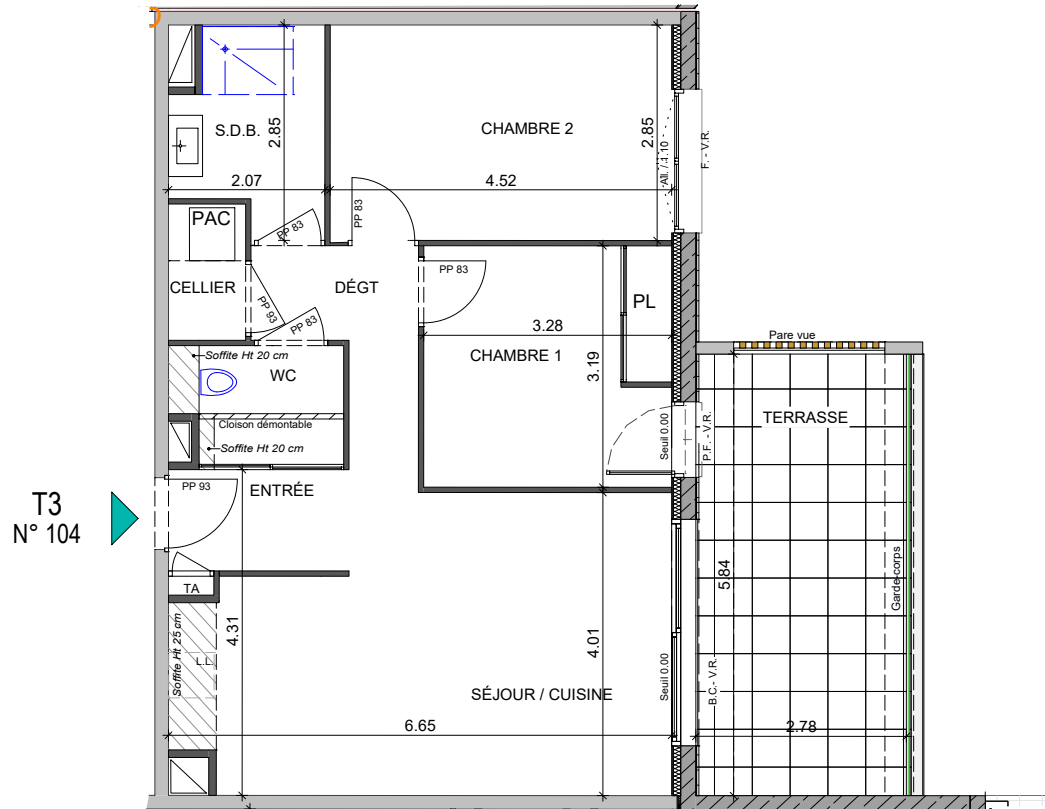 S.D.B.
2.85
2.07
CHAMBRE 2
4.52
2.85
All. / 1.10
F. - V.R.
PP 83
PP 83
PAC
CELLIER
PP 93
DÉGT
PP 83
PP 83
3.28
CHAMBRE 1
3.19
PL
Soffite Ht 20 cm
WC
Cloison démontable
Soffite Ht 20 cm
Seuil 0.00
P.F. - V.R.
Pare vue
TERRASSE
T3
N° 104
PP 93
ENTRÉE
TA
Soffite Ht 25 cm
L.L.
4.31
4.01
SÉJOUR / CUISINE
6.65
Seuil 0.00
B.C.- V.R.
5.84
Garde-corps
2.78